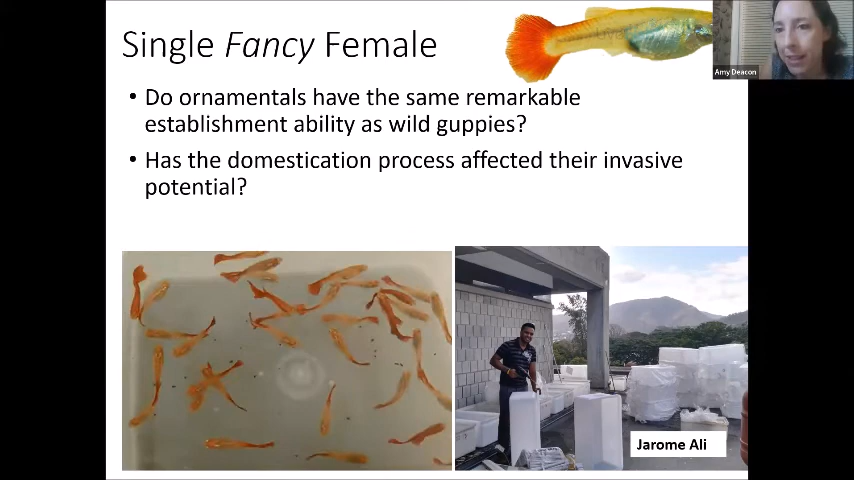 Single Fancy Female
Amy Deacon
• Do ornamentals have the same remarkable
establishment ability as wild guppies?
• Has the domestication process affected their invasive
potential?
Jarome Ali